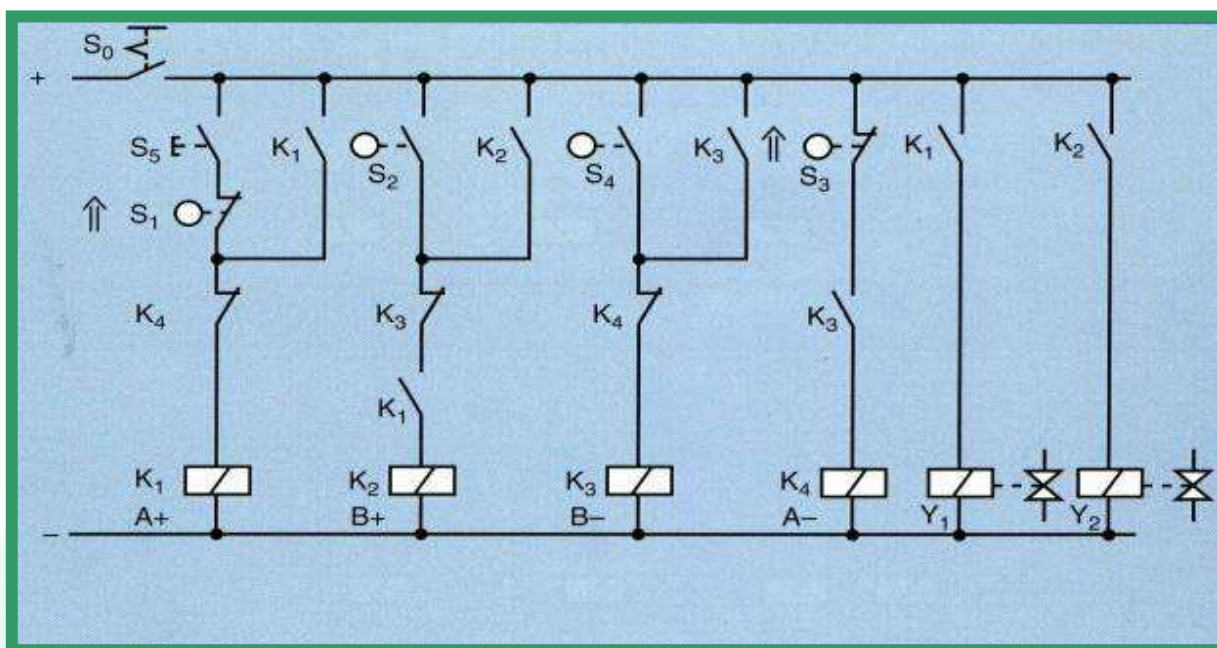 S0
+
S5 K1 S2 K2 S4 K3 ⇑ S3 K1 K2
⇑ S1
K4 K3 K4 K3
K1
K1 K2 K3 K4
A+ B+ B– A– Y1 Y2
–